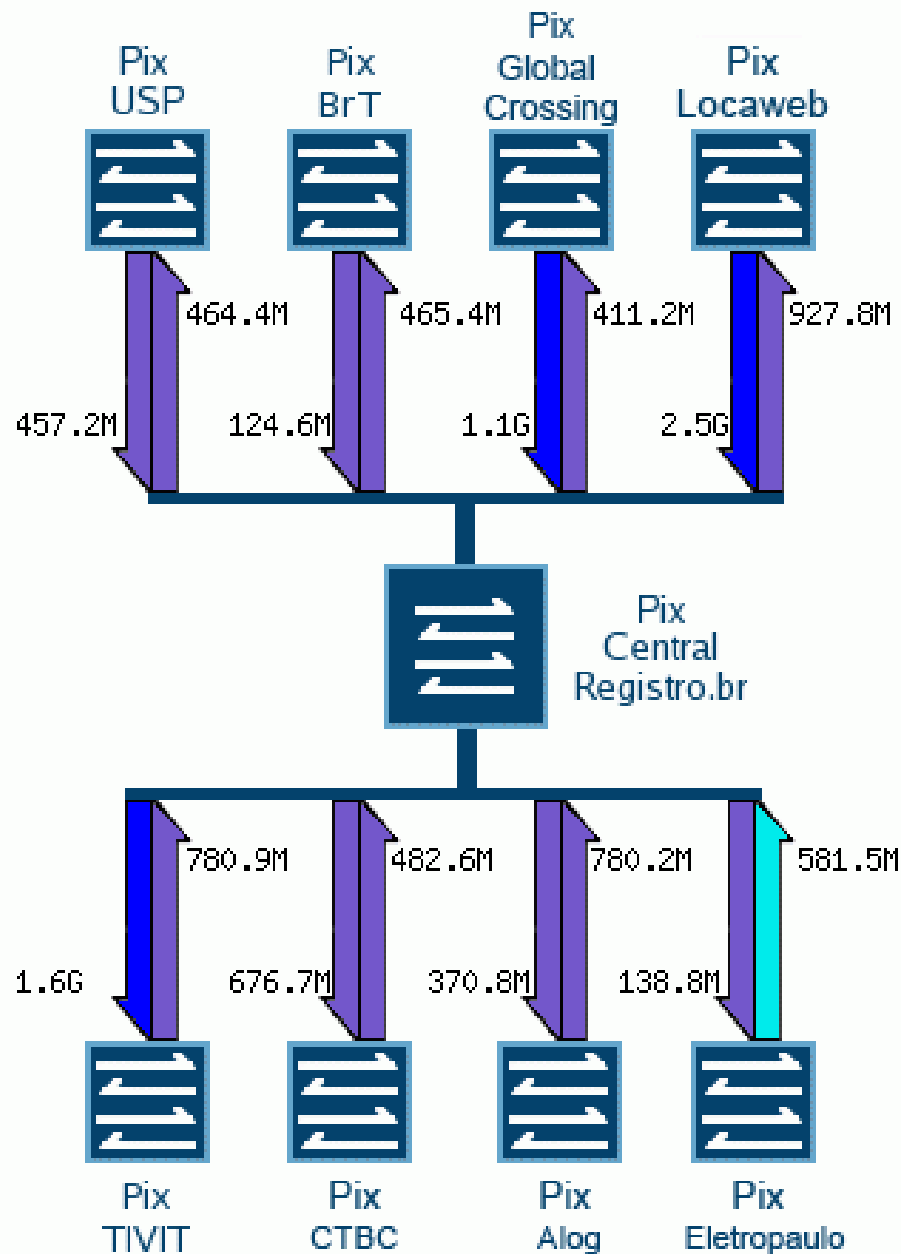 Pix
USP
Pix
BrT
Pix
Global
Crossing
Pix
Locaweb
464.4M
465.4M
411.2M
927.8M
457.2M
124.6M
1.1G
2.5G
Pix
Central
Registro.br
780.9M
482.6M
780.2M
581.5M
1.6G
676.7M
370.8M
138.8M
Pix
TIVIT
Pix
CTBC
Pix
Alog
Pix
Eletropaulo